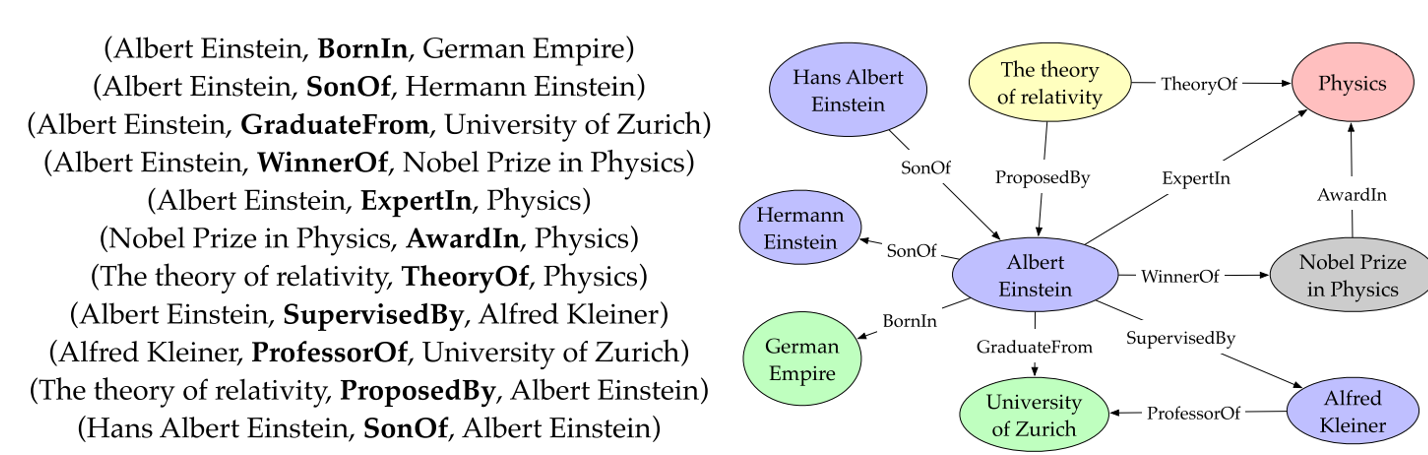 (Albert Einstein, BornIn, German Empire)
(Albert Einstein, SonOf, Hermann Einstein)
(Albert Einstein, GraduateFrom, University of Zurich)
(Albert Einstein, WinnerOf, Nobel Prize in Physics)
(Albert Einstein, ExpertIn, Physics)
(Nobel Prize in Physics, AwardIn, Physics)
(The theory of relativity, TheoryOf, Physics)
(Albert Einstein, SupervisedBy, Alfred Kleiner)
(Alfred Kleiner, ProfessorOf, University of Zurich)
(The theory of relativity, ProposedBy, Albert Einstein)
(Hans Albert Einstein, SonOf, Albert Einstein)
Hans Albert
Einstein
The theory
of relativity
TheoryOf
Physics
SonOf
ProposedBy
ExpertIn
AwardIn
Hermann
Einstein
SonOf
Albert
Einstein
WinnerOf
Nobel Prize
in Physics
BornIn
German
Empire
GraduateFrom
SupervisedBy
University
of Zurich
ProfessorOf
Alfred
Kleiner